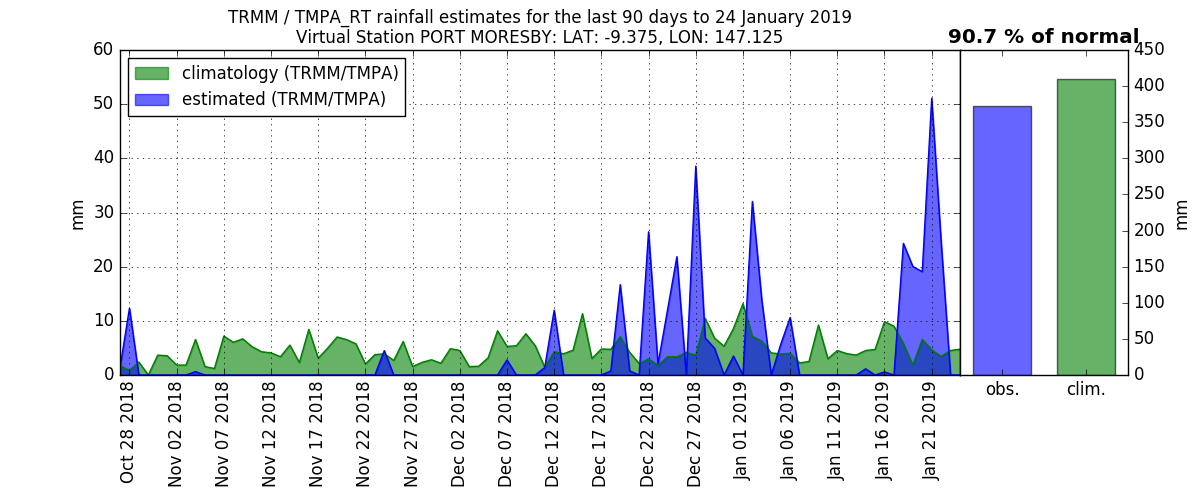 TRMM / TMPA_RT rainfall estimates for the last 90 days to 24 January 2019
Virtual Station PORT MORESBY: LAT: -9.375, LON: 147.125
90.7 % of normal
climatology (TRMM/TMPA)
estimated (TRMM/TMPA)
60
50
40
30
20
10
0
mm
450
400
350
300
250
200
150
100
50
0
mm
obs.
clim.
Oct 28 2018
Nov 02 2018
Nov 07 2018
Nov 12 2018
Nov 17 2018
Nov 22 2018
Nov 27 2018
Dec 02 2018
Dec 07 2018
Dec 12 2018
Dec 17 2018
Dec 22 2018
Dec 27 2018
Jan 01 2019
Jan 06 2019
Jan 11 2019
Jan 16 2019
Jan 21 2019